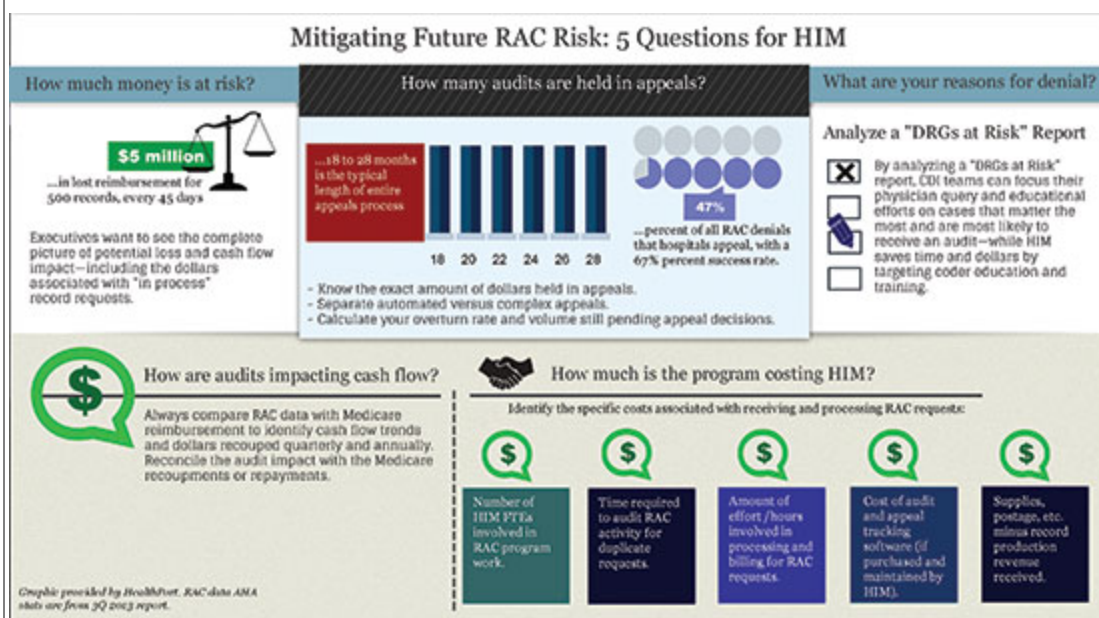 Mitigating Future RAC Risk: 5 Questions for HIM
How much money is at risk?
$5 million
...in lost reimbursement for
500 records, every 45 days
Executives want to see the complete
picture of potential loss and cash flow
impact—including the dollars
associated with "in process"
record requests.
How many audits are held in appeals?
...18 to 28 months
is the typical
length of entire
appeals process
18 20 22 24 26 28
47%
...percent of all RAC denials
that hospitals appeal, with a
67% percent success rate.
- Know the exact amount of dollars held in appeals.
- Separate automated versus complex appeals.
- Calculate your overturn rate and volume still pending appeal decisions.
What are your reasons for denial?
Analyze a "DRGs at Risk" Report
By analyzing a "DRGs at Risk"
report, CDI teams can focus their
physician query and educational
efforts on cases that matter the
most and are most likely to
receive an audit—while HIM
saves time and dollars by
targeting coder education and
training.
$
How are audits impacting cash flow?
Always compare RAC data with Medicare
reimbursement to identify cash flow trends
and dollars recouped quarterly and annually.
Reconcile the audit impact with the Medicare
recoupments or repayments.
How much is the program costing HIM?
Identify the specific costs associated with receiving and processing RAC requests:
$
Number of
HIM FTEs
involved in
RAC program
work.
$
Time required
to audit RAC
activity for
duplicate
requests.
$
Amount of
effort /hours
involved in
processing and
billing for RAC
requests.
$
Cost of audit
and appeal
tracking
software (if
purchased and
maintained by
HIM).
$
Supplies,
postage, etc.
minus record
production
revenue
received.
Graphic provided by HealthPort. RAC data AHA
stats are from 3Q 2013 report.